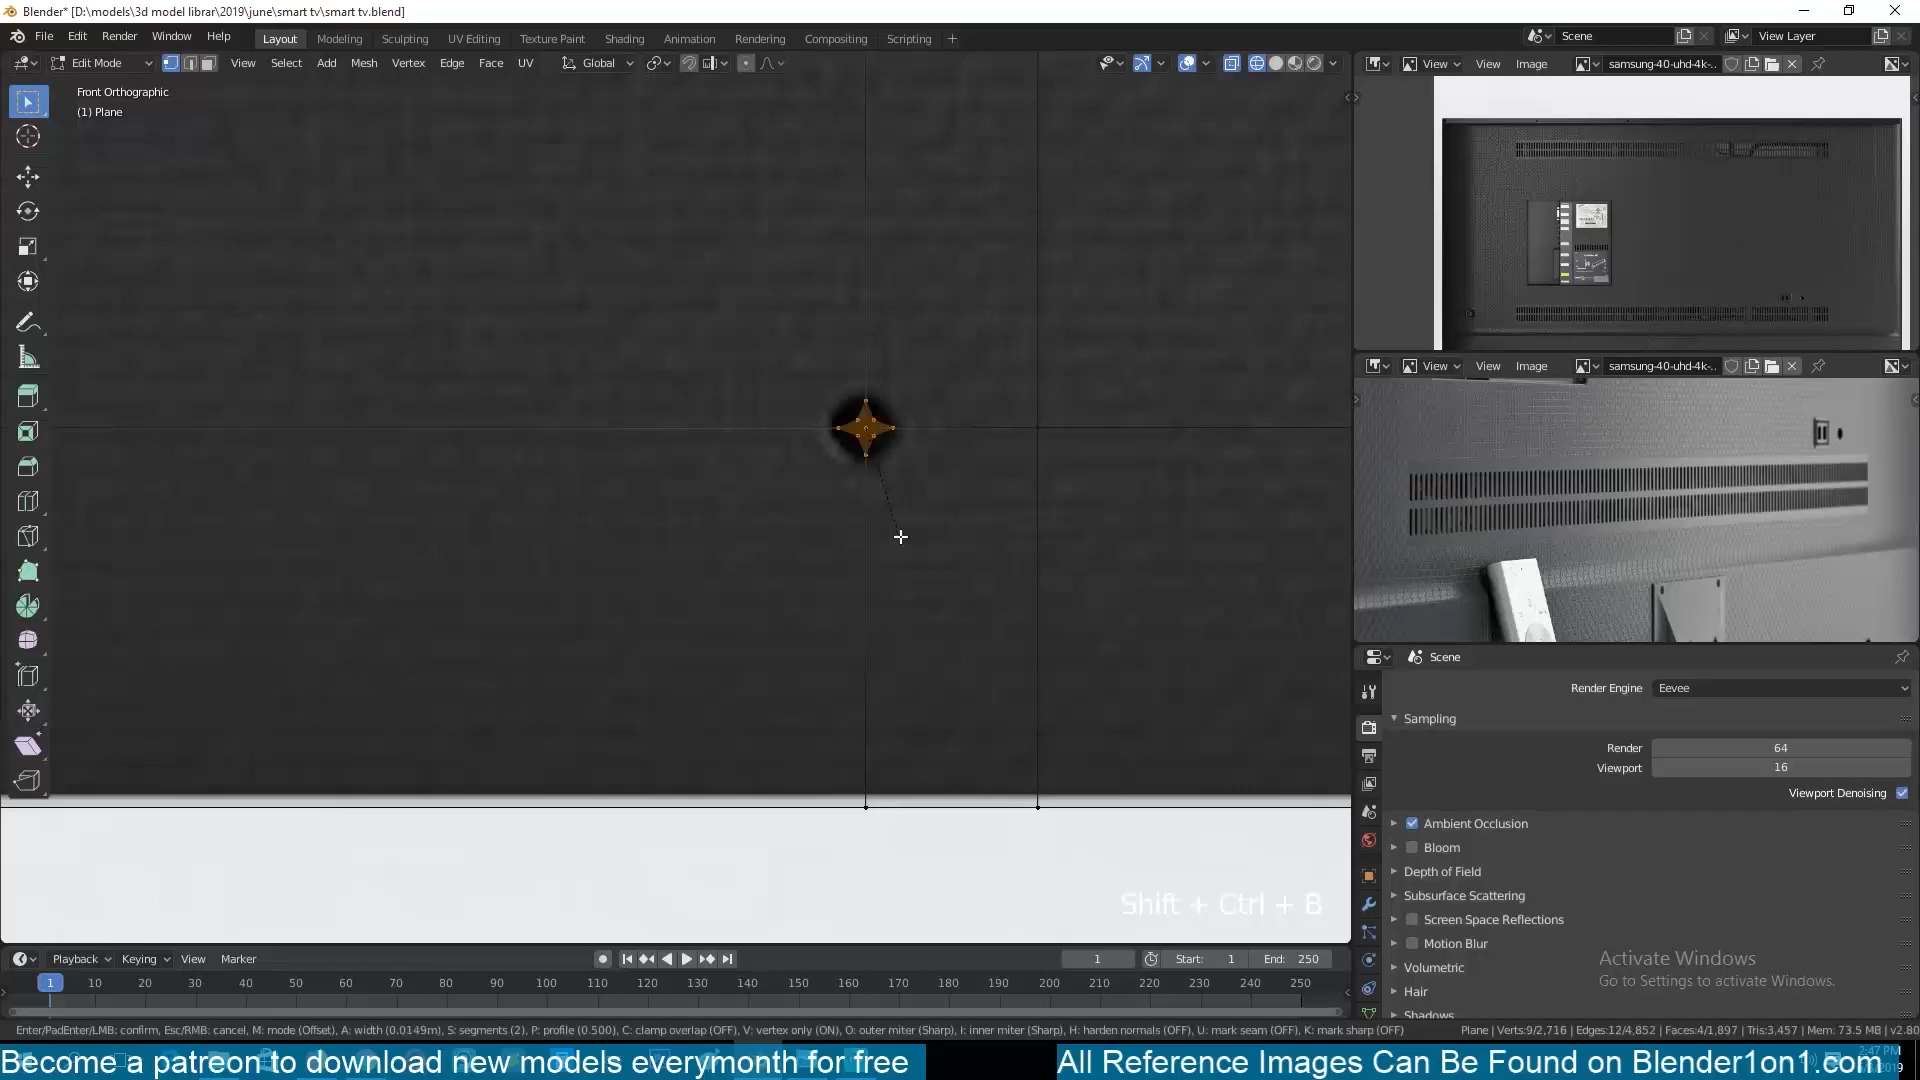 Blender* [D:\models\3d model librar\2019\june\smart tv\smart tv.blend]
File Edit Render Window Help
Layout Modeling Sculpting UV Editing Texture Paint Shading Animation Rendering Compositing Scripting
Scene
View Layer
Edit Mode View Select Add Mesh Vertex Edge Face UV Global
View View Image samsung-40-uhd-4k-..
Front Orthographic
(1) Plane
View View Image samsung-40-uhd-4k-..
Scene
Render Engine Eevee
Sampling
Render 64
Viewport 16
Viewport Denoising
Ambient Occlusion
Bloom
Depth of Field
Subsurface Scattering
Screen Space Reflections
Motion Blur
Volumetric
Hair
Shadows
Activate Windows
Go to Settings to activate Windows.
Shift + Ctrl + B
Playback Keying View Marker 1 Start: 1 End: 250
1 10 20 30 40 50 60 70 80 90 100 110 120 130 140 150 160 170 180 190 200 210 220 230 240 250
Enter/PadEnter/LMB: confirm, Esc/RMB: cancel, M: mode (Offset), A: width (0.0149m), S: segments (2), P: profile (0.500), C: clamp overlap (OFF), V: vertex only (ON), O: outer miter (Sharp), I: inner miter (Sharp), H: harden normals (OFF), U: mark seam (OFF), K: mark sharp (OFF)
Plane | Verts:9/2,716 | Edges:12/4,852 | Faces:4/1,897 | Tris:3,457 | Mem: 73.5 MB | v2.80
Become a patreon to download new models everymonth for free
All Reference Images Can Be Found on Blender1on1.com
2:47 PM